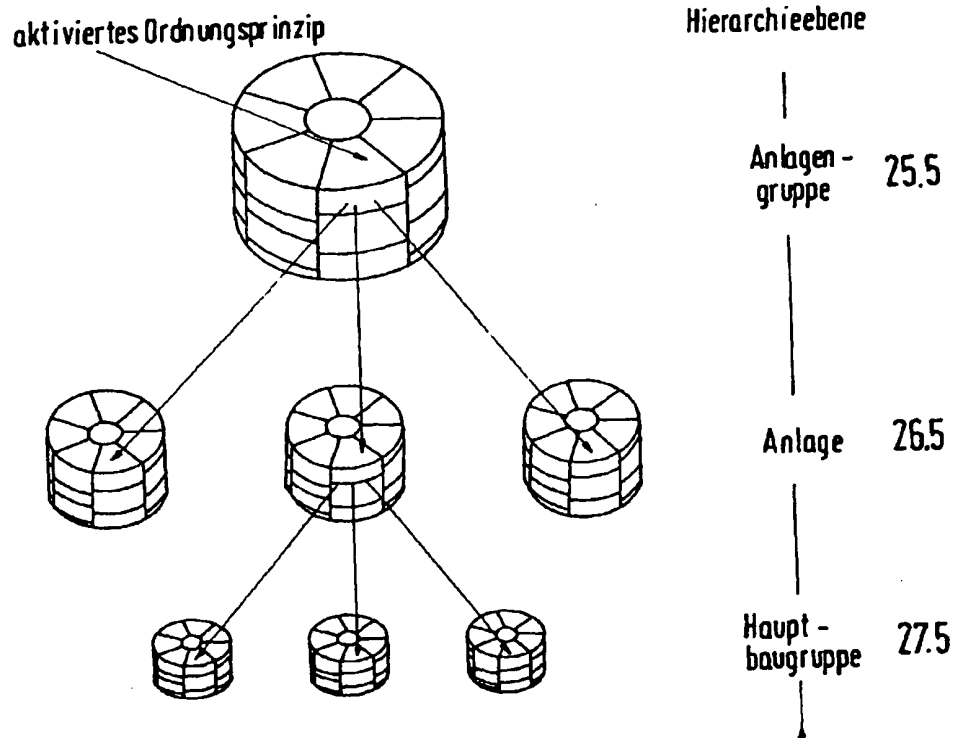 aktiviertes Ordnungsprinzip
Hierarchieebene
Anlagen-
gruppe
25.5
Anlage
26.5
Haupt-
baugruppe
27.5